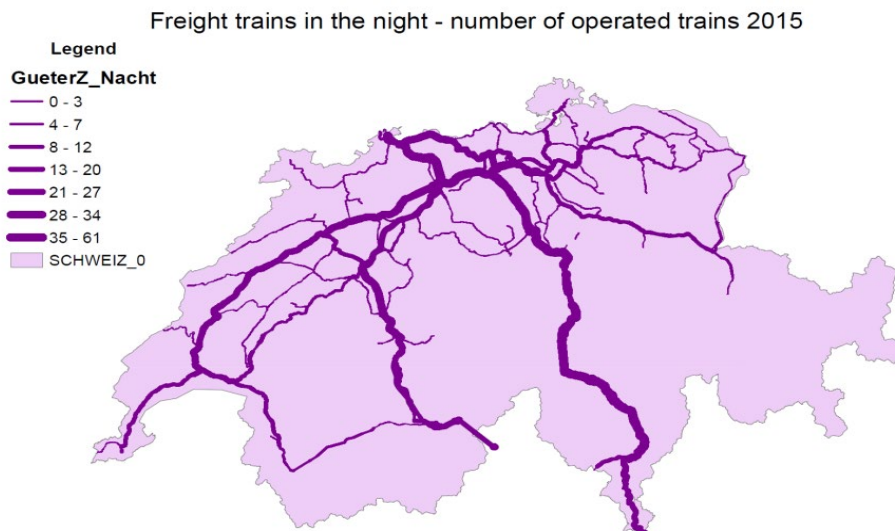 Freight trains in the night - number of operated trains 2015
Legend
GueterZ_Nacht
0 - 3
4 - 7
8 - 12
13 - 20
21 - 27
28 - 34
35 - 61
SCHWEIZ_0